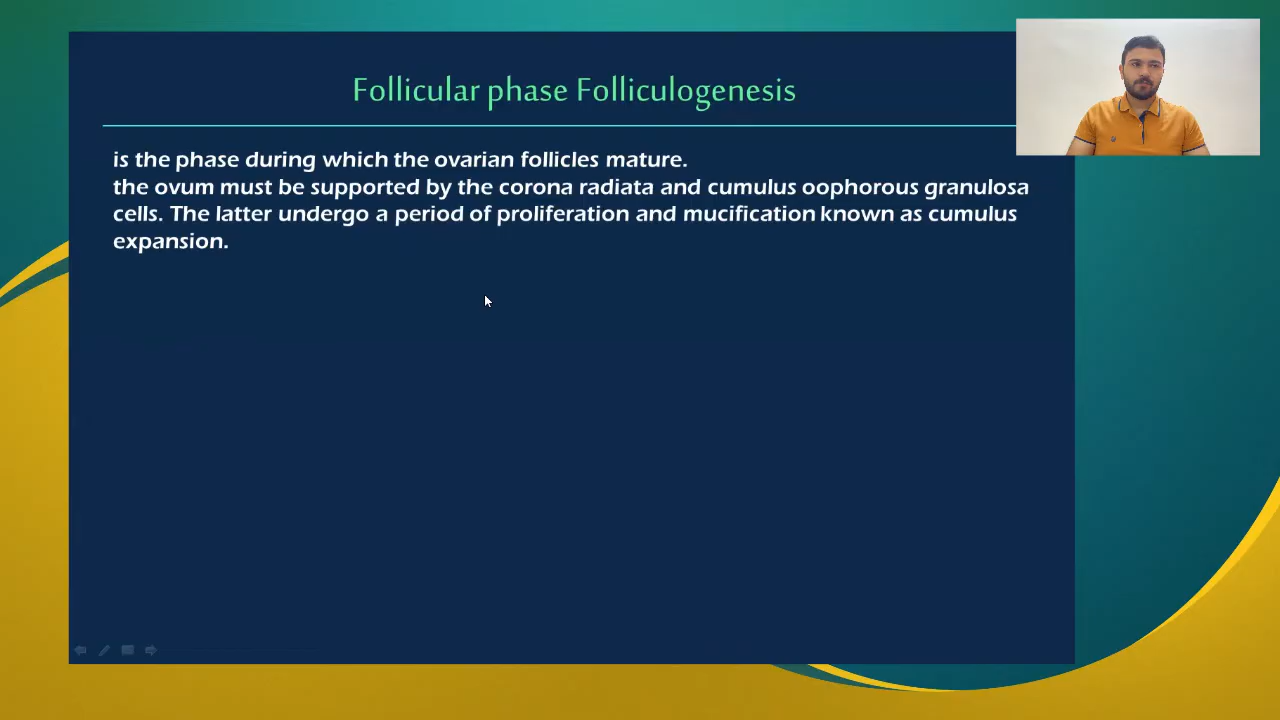 Follicular phase Folliculogenesis
is the phase during which the ovarian follicles mature.
the ovum must be supported by the corona radiata and cumulus oophorous granulosa
cells. The latter undergo a period of proliferation and mucification known as cumulus
expansion.